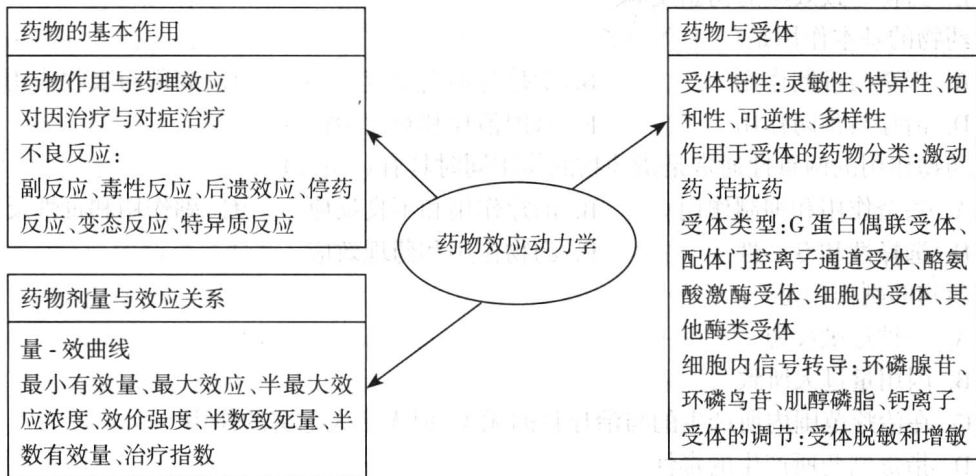 药物的基本作用
药物作用与药理效应
对因治疗与对症治疗
不良反应:
副反应、毒性反应、后遗效应、停药
反应、变态反应、特异质反应
药物效应动力学
药物剂量与效应关系
量-效曲线
最小有效量、最大效应、半最大效
应浓度、效价强度、半数致死量、半
数有效量、治疗指数
药物与受体
受体特性:灵敏性、特异性、饱
和性、可逆性、多样性
作用于受体的药物分类:激动
药、拮抗药
受体类型:G蛋白偶联受体、
配体门控离子通道受体、酪氨
酸激酶受体、细胞内受体、其
他酶类受体
细胞内信号转导:环磷腺苷、
环磷鸟苷、肌醇磷脂、钙离子
受体的调节:受体脱敏和增敏